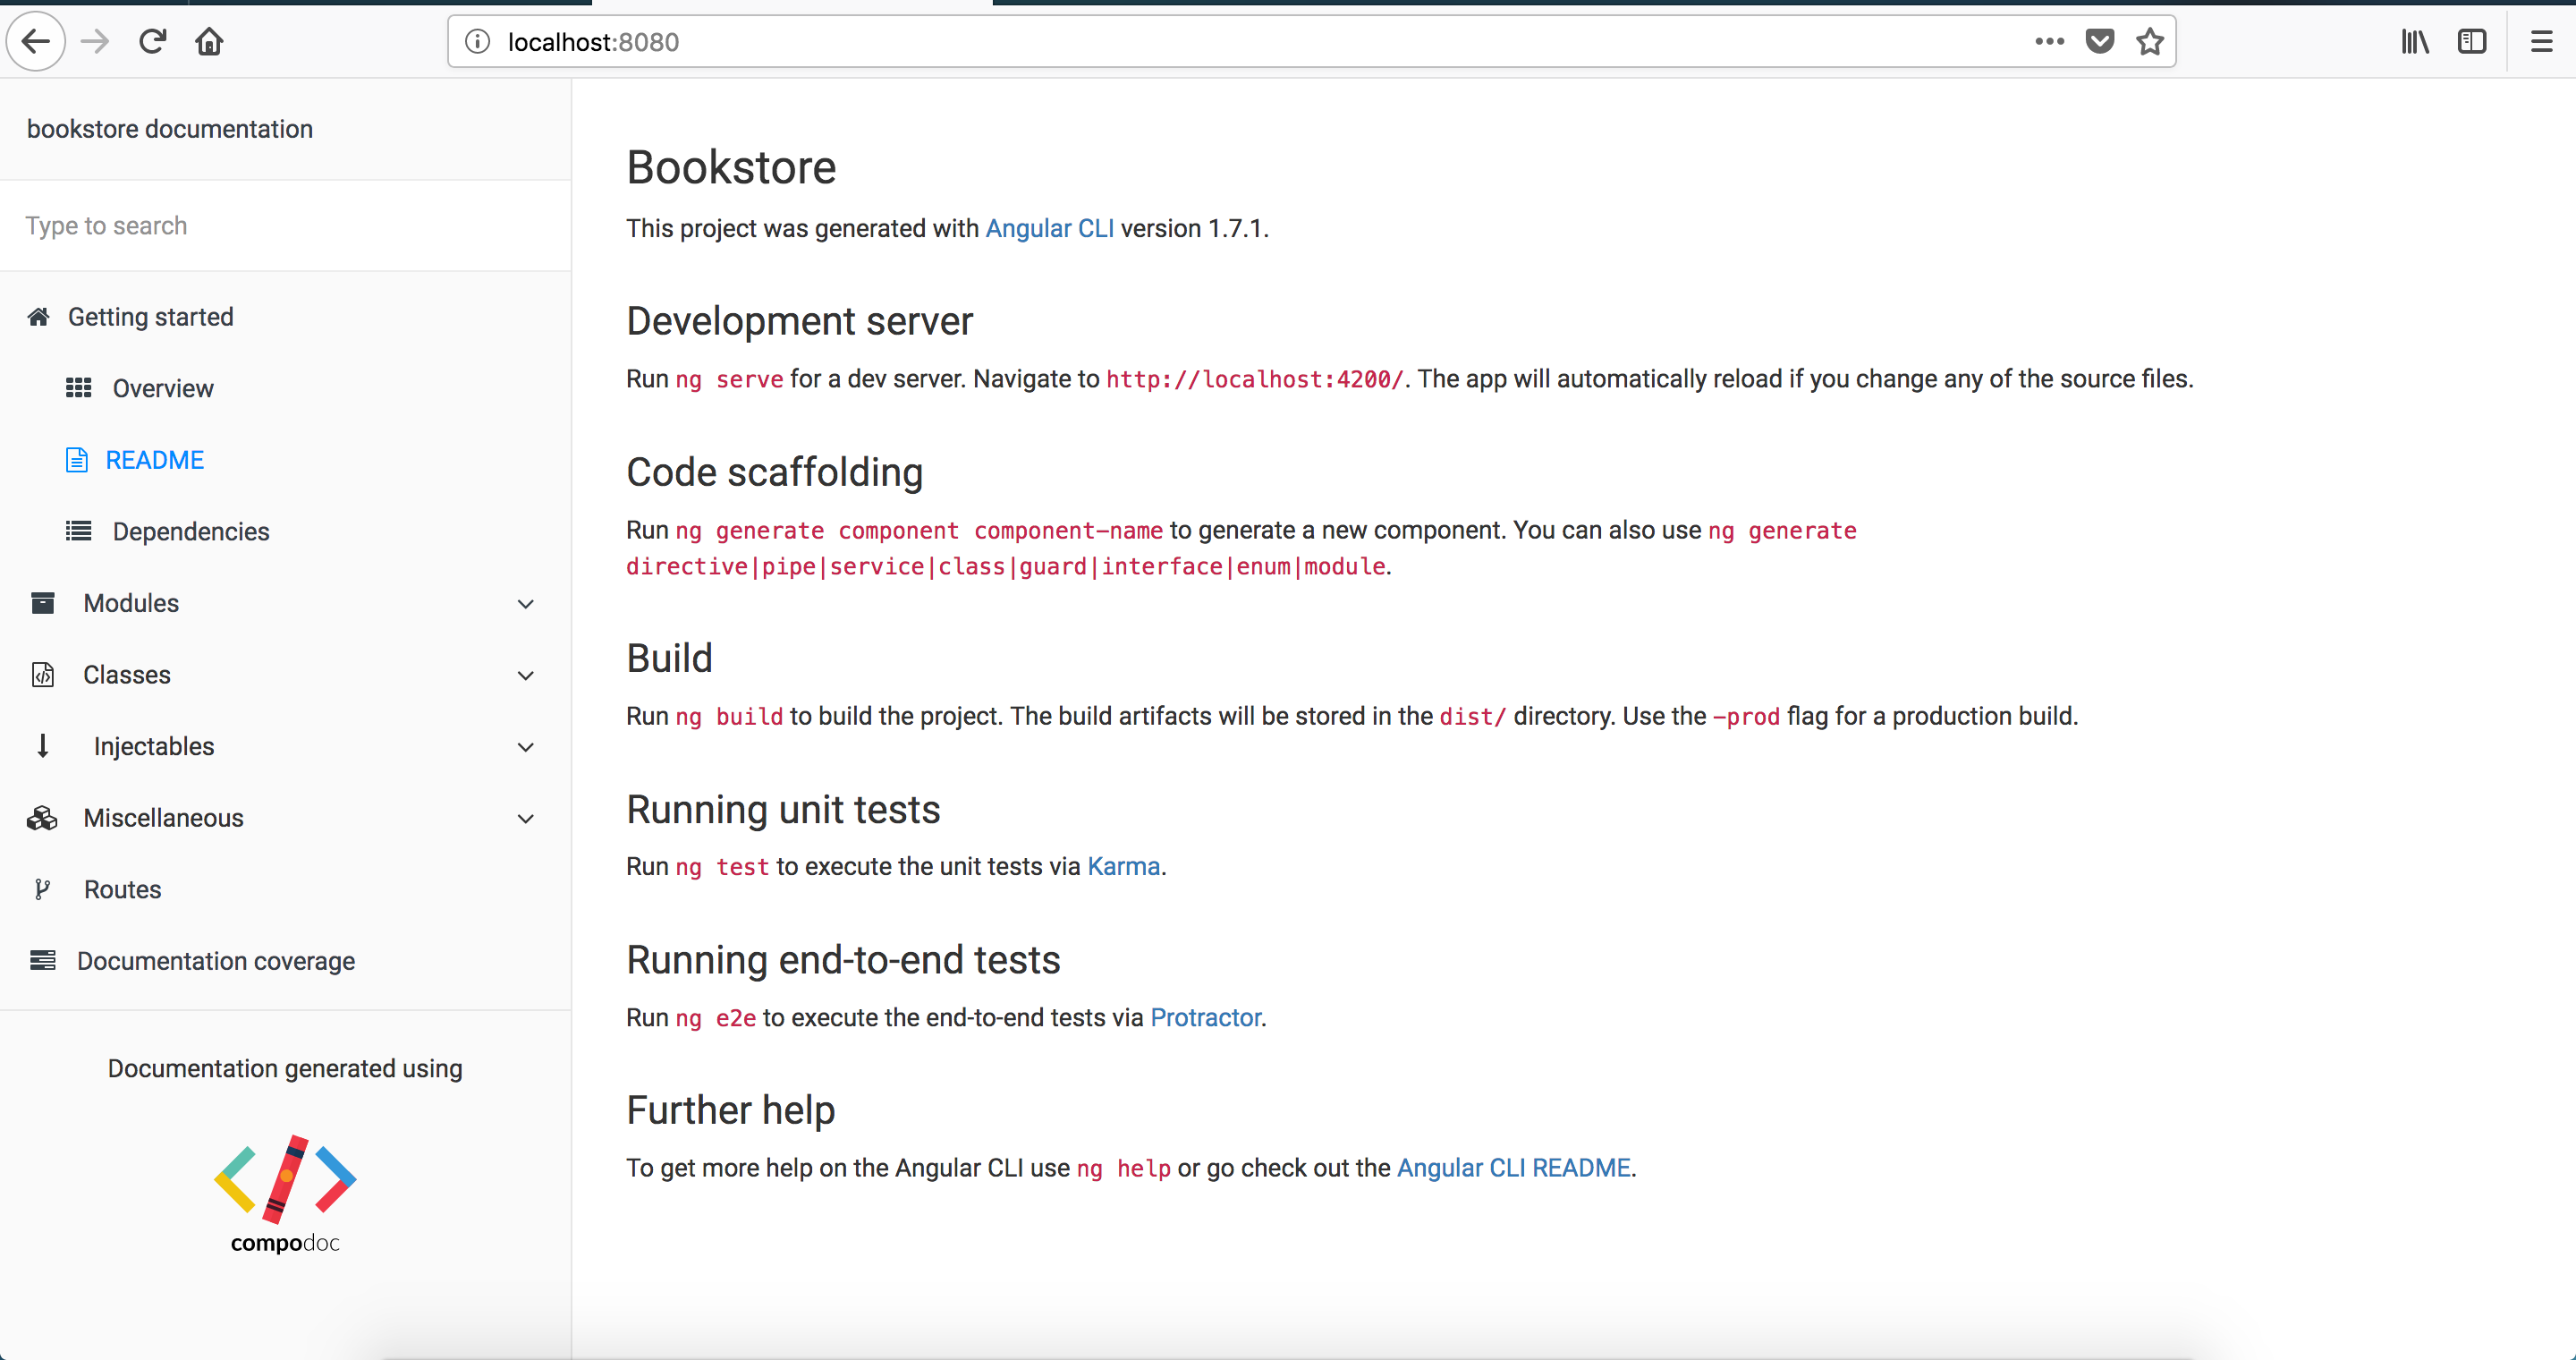 localhost:8080
bookstore documentation
Type to search
Getting started
Overview
README
Dependencies
Modules
Classes
Injectables
Miscellaneous
Routes
Documentation coverage
Documentation generated using
compodoc
Bookstore
This project was generated with Angular CLI version 1.7.1.
Development server
Run ng serve for a dev server. Navigate to http://localhost:4200/. The app will automatically reload if you change any of the source files.
Code scaffolding
Run ng generate component component-name to generate a new component. You can also use ng generate
directive|pipe|service|class|guard|interface|enum|module.
Build
Run ng build to build the project. The build artifacts will be stored in the dist/ directory. Use the -prod flag for a production build.
Running unit tests
Run ng test to execute the unit tests via Karma.
Running end-to-end tests
Run ng e2e to execute the end-to-end tests via Protractor.
Further help
To get more help on the Angular CLI use ng help or go check out the Angular CLI README.